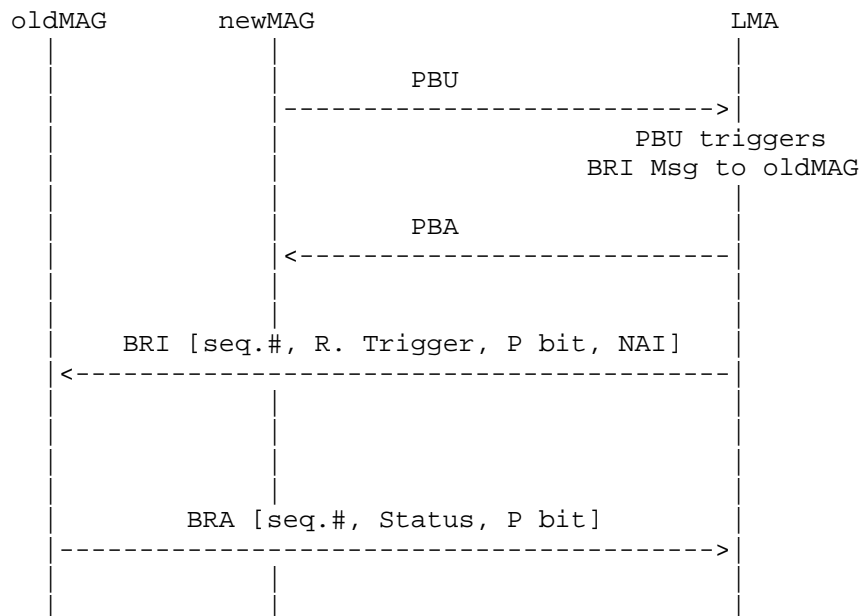 oldMAG newMAG LMA
PBU
PBU triggers
BRI Msg to oldMAG
PBA
BRI [seq.#, R. Trigger, P bit, NAI]
BRA [seq.#, Status, P bit]